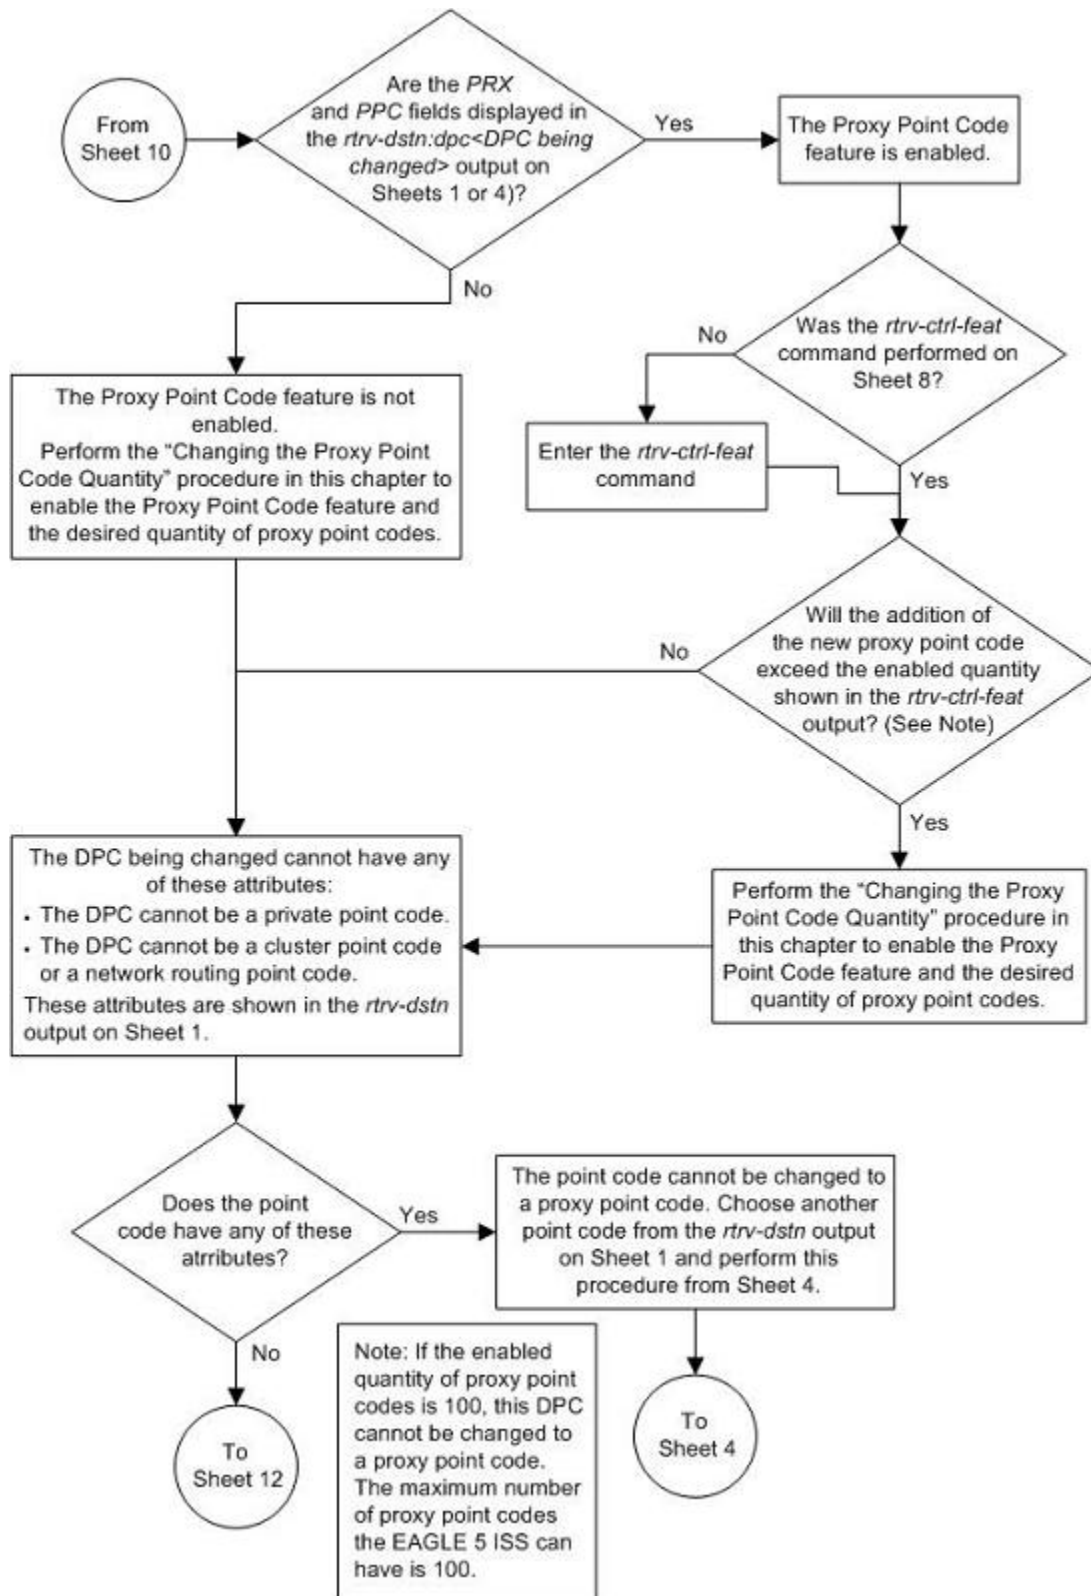 From
Sheet 10
Are the PRX
and PPC fields displayed in
the rtrv-dstn:dpc<DPC being
changed> output on
Sheets 1 or 4)?
Yes
The Proxy Point Code
feature is enabled.
No
Was the rtrv-ctrl-feat
command performed on
Sheet 8?
No
Yes
Enter the rtrv-ctrl-feat
command
The Proxy Point Code feature is not
enabled.
Perform the “Changing the Proxy Point
Code Quantity” procedure in this chapter to
enable the Proxy Point Code feature and
the desired quantity of proxy point codes.
Will the addition of
the new proxy point code
exceed the enabled quantity
shown in the rtrv-ctrl-feat
output? (See Note)
No
Yes
Perform the “Changing the Proxy
Point Code Quantity” procedure in
this chapter to enable the Proxy
Point Code feature and the desired
quantity of proxy point codes.
The DPC being changed cannot have any
of these attributes:
• The DPC cannot be a private point code.
• The DPC cannot be a cluster point code
or a network routing point code.
These attributes are shown in the rtrv-dstn
output on Sheet 1.
Does the point
code have any of these
atrributes?
Yes
The point code cannot be changed to
a proxy point code. Choose another
point code from the rtrv-dstn output
on Sheet 1 and perform this
procedure from Sheet 4.
No
To
Sheet 12
Note: If the enabled
quantity of proxy point
codes is 100, this DPC
cannot be changed to
a proxy point code.
The maximum number
of proxy point codes
the EAGLE 5 ISS can
have is 100.
To
Sheet 4